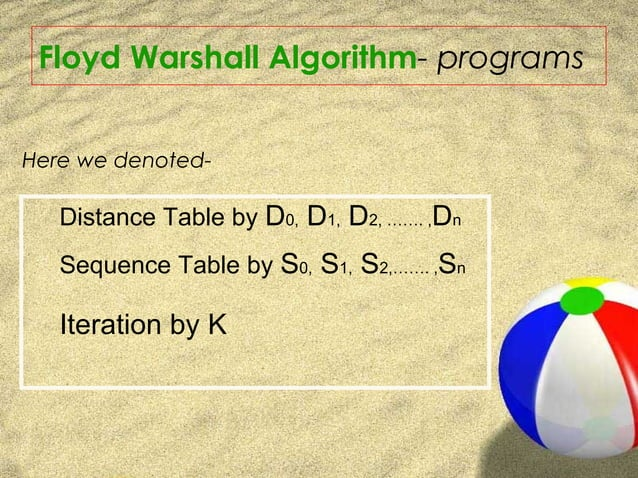 Floyd Warshall Algorithm- programs
Here we denoted-
Distance Table by D0, D1, D2, ....... ,Dn
Sequence Table by S0, S1, S2,....... ,Sn
Iteration by K